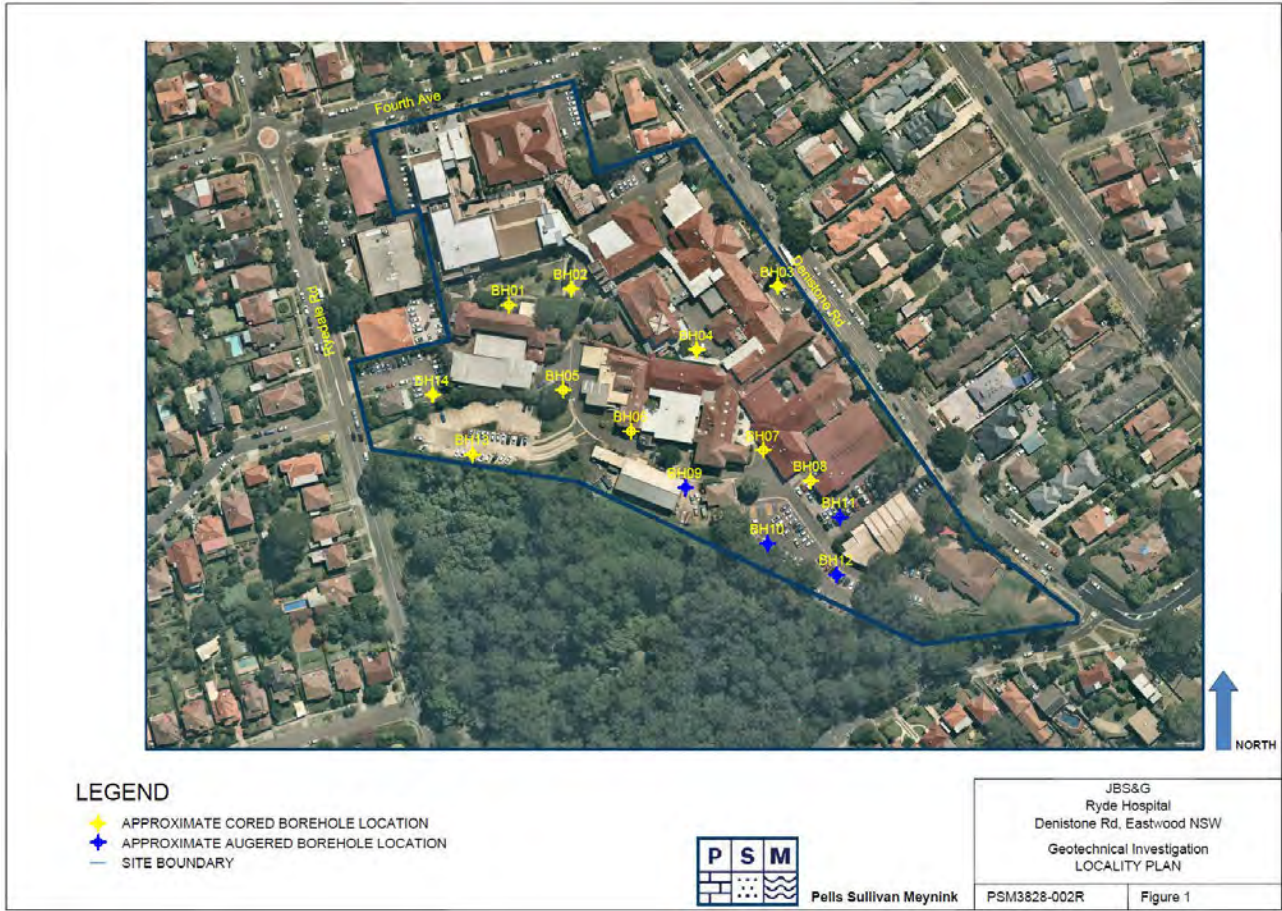 Fourth Ave
Ryedale Rd
Denistone Rd
BH01
BH02
BH03
BH04
BH05
BH06
BH07
BH08
BH09
BH10
BH11
BH12
BH13
BH14
NORTH
LEGEND
APPROXIMATE CORED BOREHOLE LOCATION
APPROXIMATE AUGERED BOREHOLE LOCATION
SITE BOUNDARY
P S M
Pells Sullivan Meynink
JBS&G
Ryde Hospital
Denistone Rd, Eastwood NSW
Geotechnical Investigation
LOCALITY PLAN
PSM3828-002R
Figure 1